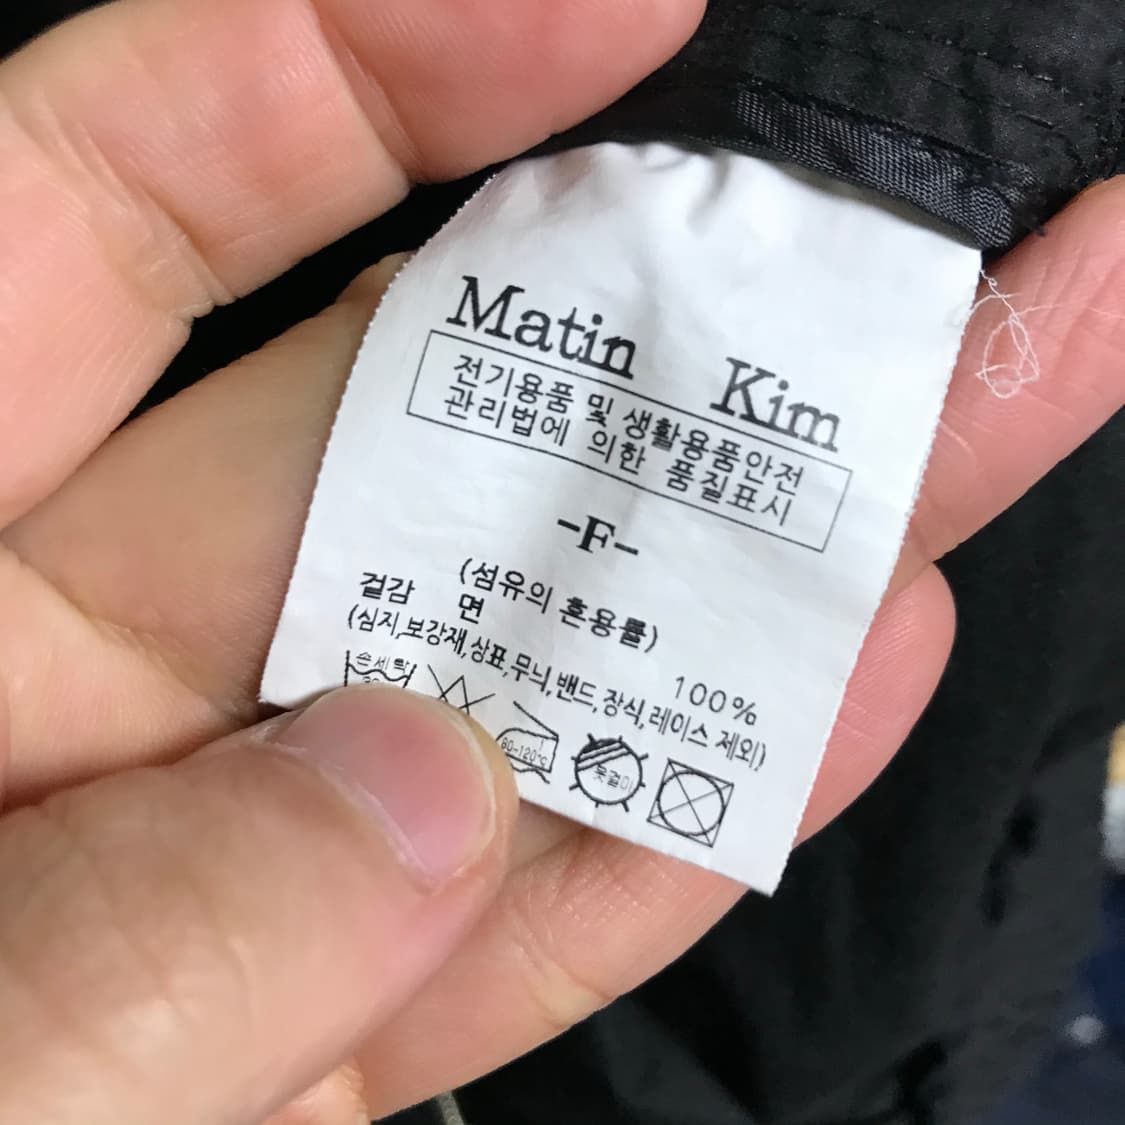 Matin Kim
전기용품 및 생활용품안전
관리법에 의한 품질표시
-F-
(섬유의 혼용률)
겉감 면 100%
(심지,보강재,상표,무늬,밴드,장식,레이스 제외)
손세탁
80-120℃
옷걸이